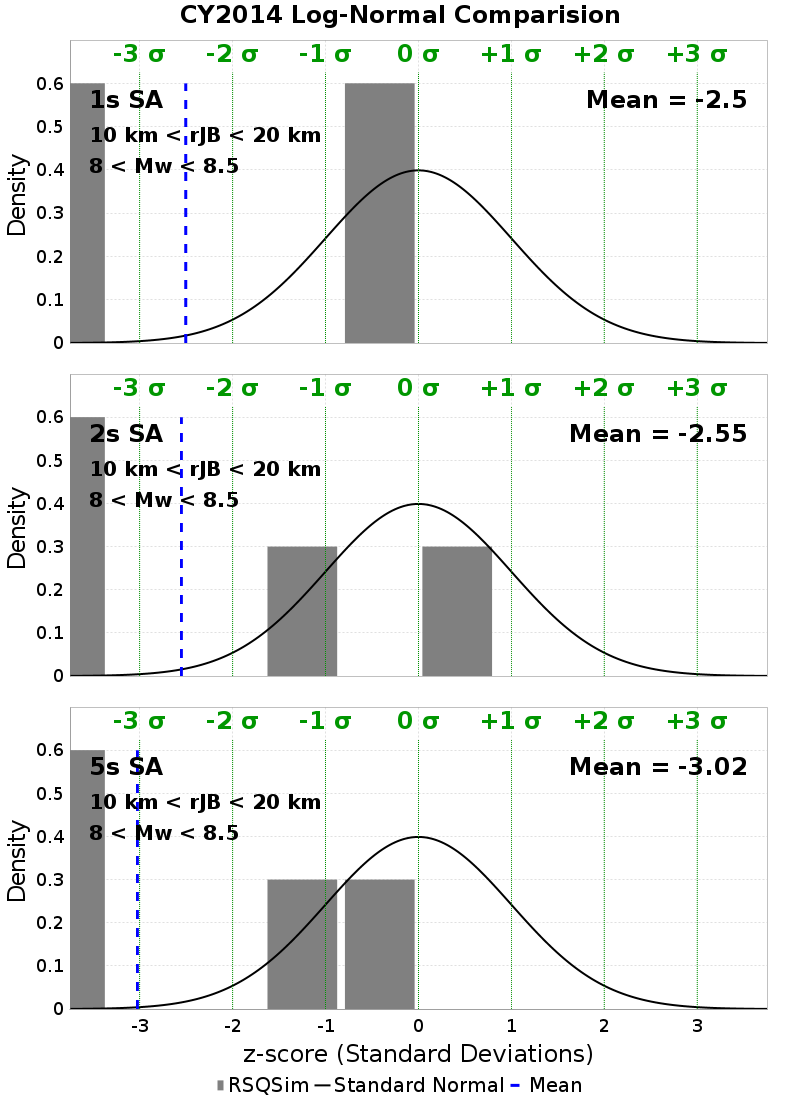 CY2014 Log-Normal Comparision
-3 σ -2 σ -1 σ 0 σ +1 σ +2 σ +3 σ
0.6
1s SA
Mean = -2.5
0.5
10 km < rJB < 20 km
8 < Mw < 8.5
0.4
0.3
0.2
0.1
0
Density
-3 σ -2 σ -1 σ 0 σ +1 σ +2 σ +3 σ
0.6
2s SA
Mean = -2.55
0.5
10 km < rJB < 20 km
8 < Mw < 8.5
0.4
0.3
0.2
0.1
0
Density
-3 σ -2 σ -1 σ 0 σ +1 σ +2 σ +3 σ
0.6
5s SA
Mean = -3.02
0.5
10 km < rJB < 20 km
8 < Mw < 8.5
0.4
0.3
0.2
0.1
0
Density
-3 -2 -1 0 1 2 3
z-score (Standard Deviations)
RSQSim Standard Normal Mean